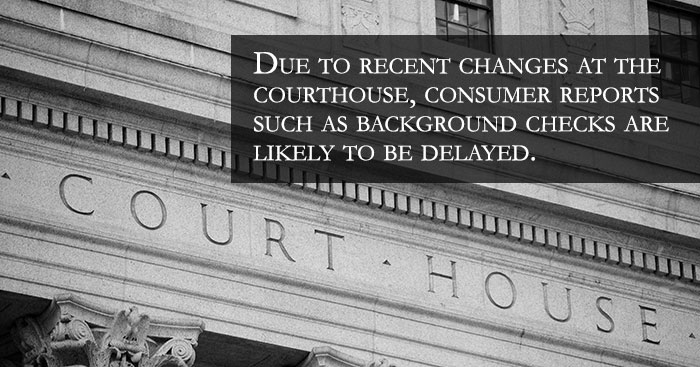 DUE TO RECENT CHANGES AT THE
COURTHOUSE, CONSUMER REPORTS
SUCH AS BACKGROUND CHECKS ARE
LIKELY TO BE DELAYED.
· COURT · HOUSE ·